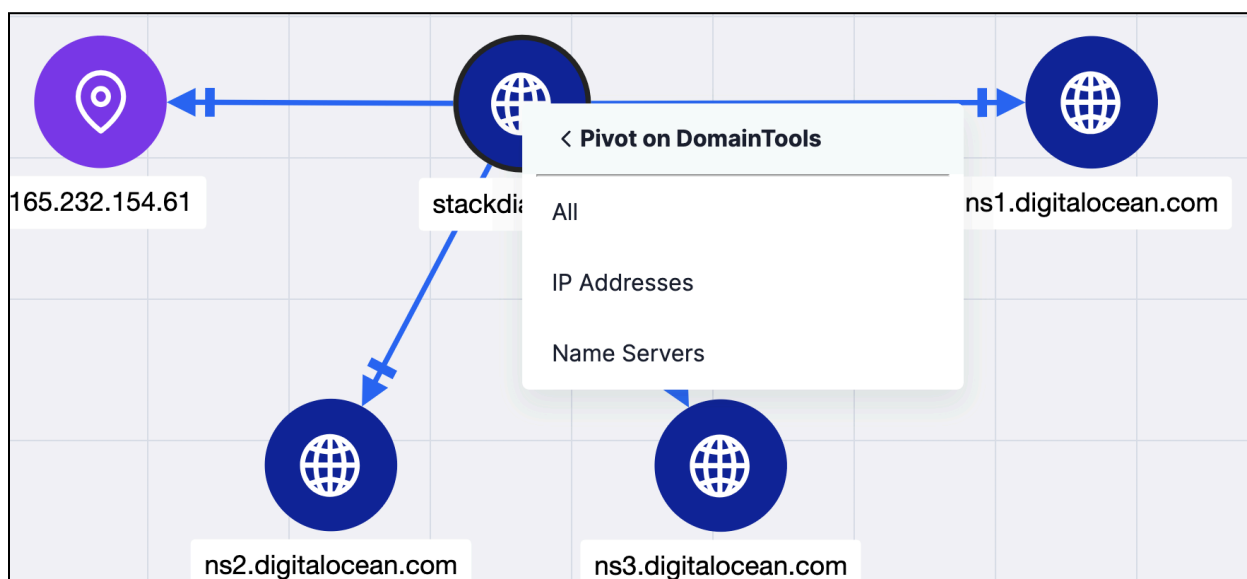 < Pivot on DomainTools
165.232.154.61
All
ns1.digitalocean.com
IP Addresses
Name Servers
ns2.digitalocean.com
ns3.digitalocean.com